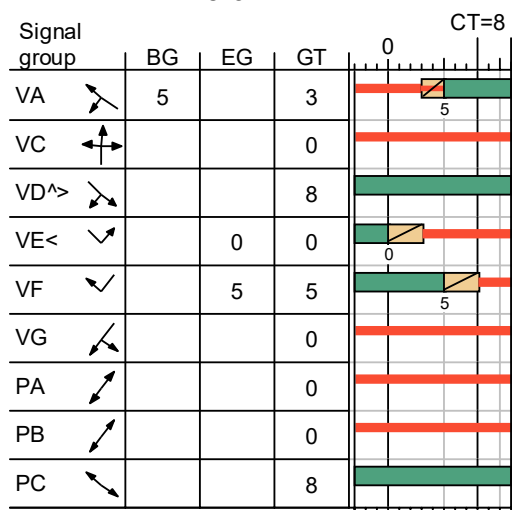 Signal group BG EG GT 0 CT=8
VA 5 3 5
VC 0
VD^> 8
VE< 0 0 0
VF 5 5 5
VG 0
PA 0
PB 0
PC 8